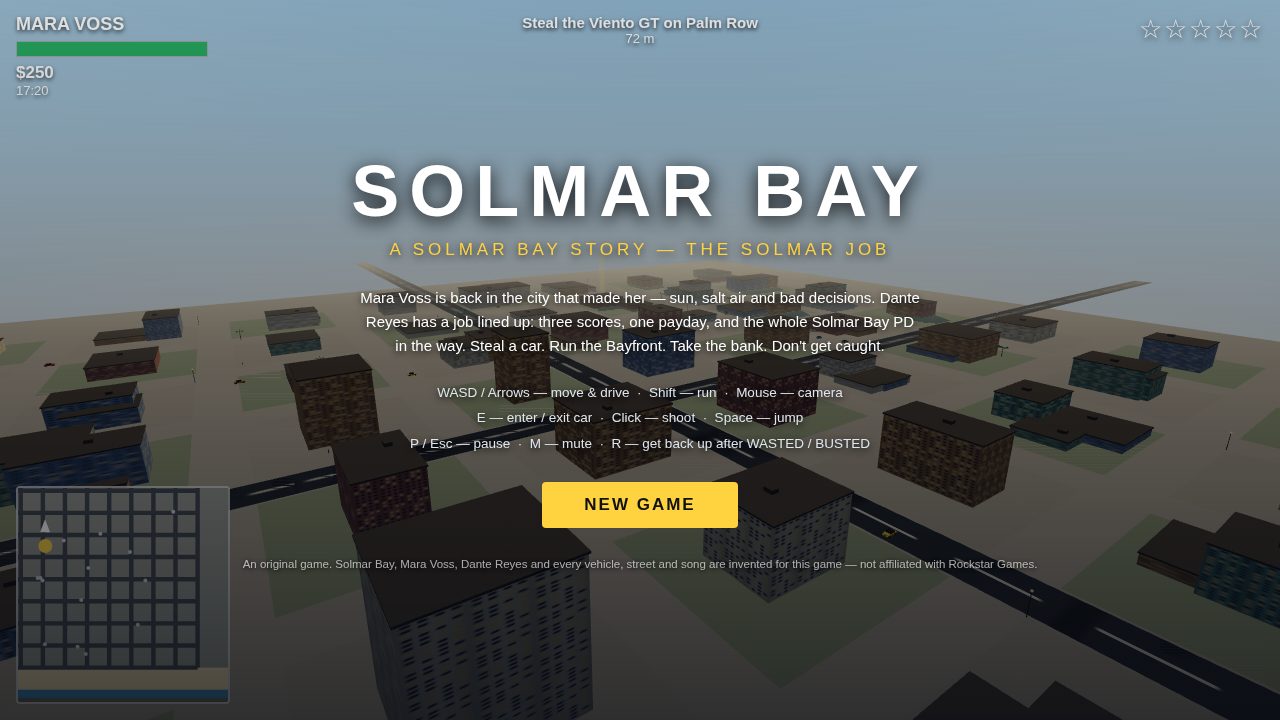 MARA VOSS
$250
17:20
Steal the Viento GT on Palm Row
72 m
☆☆☆☆☆
SOLMAR BAY
A SOLMAR BAY STORY — THE SOLMAR JOB
Mara Voss is back in the city that made her — sun, salt air and bad decisions. Dante
Reyes has a job lined up: three scores, one payday, and the whole Solmar Bay PD
in the way. Steal a car. Run the Bayfront. Take the bank. Don't get caught.
WASD / Arrows — move & drive · Shift — run · Mouse — camera
E — enter / exit car · Click — shoot · Space — jump
P / Esc — pause · M — mute · R — get back up after WASTED / BUSTED
NEW GAME
An original game. Solmar Bay, Mara Voss, Dante Reyes and every vehicle, street and song are invented for this game — not affiliated with Rockstar Games.